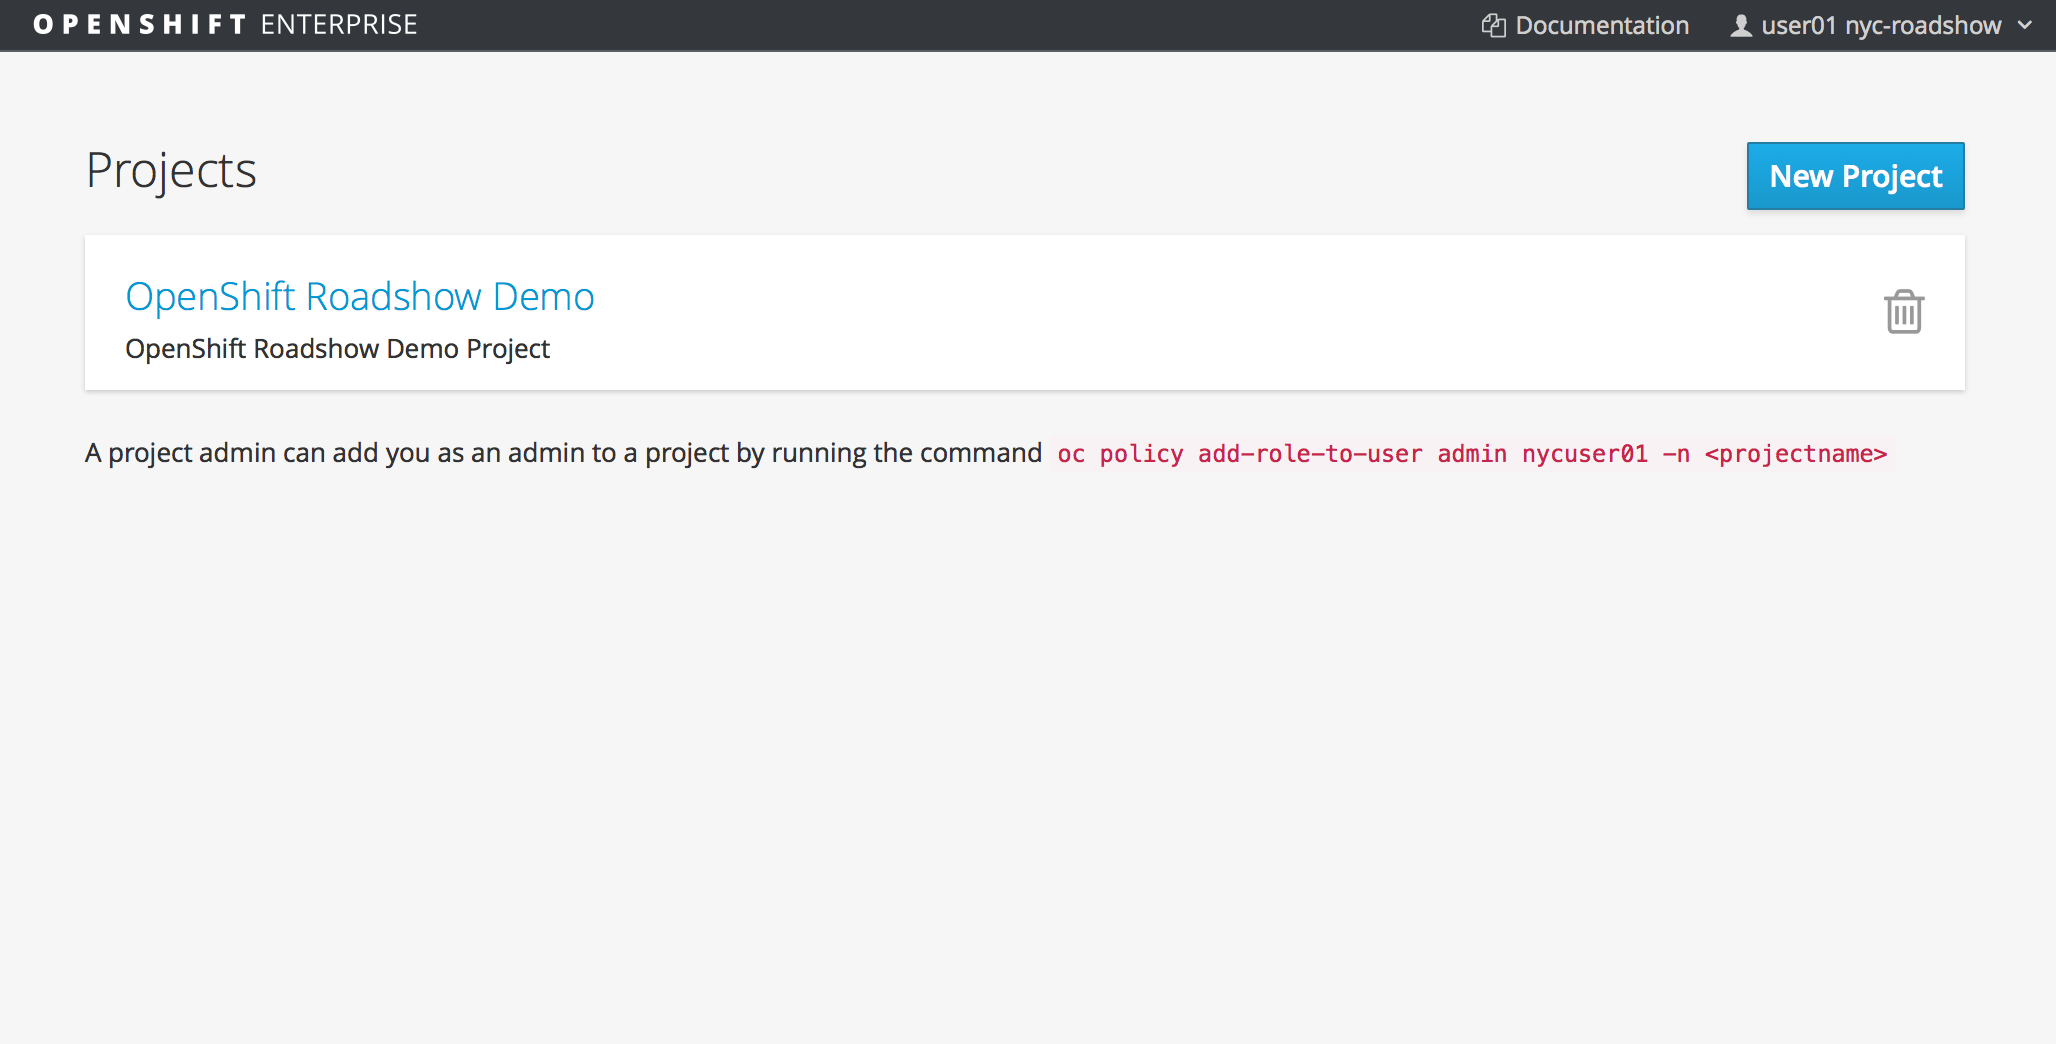 OPENSHIFT ENTERPRISE
Documentation
user01 nyc-roadshow
Projects
New Project
OpenShift Roadshow Demo
OpenShift Roadshow Demo Project
A project admin can add you as an admin to a project by running the command oc policy add-role-to-user admin nycuser01 -n <projectname>